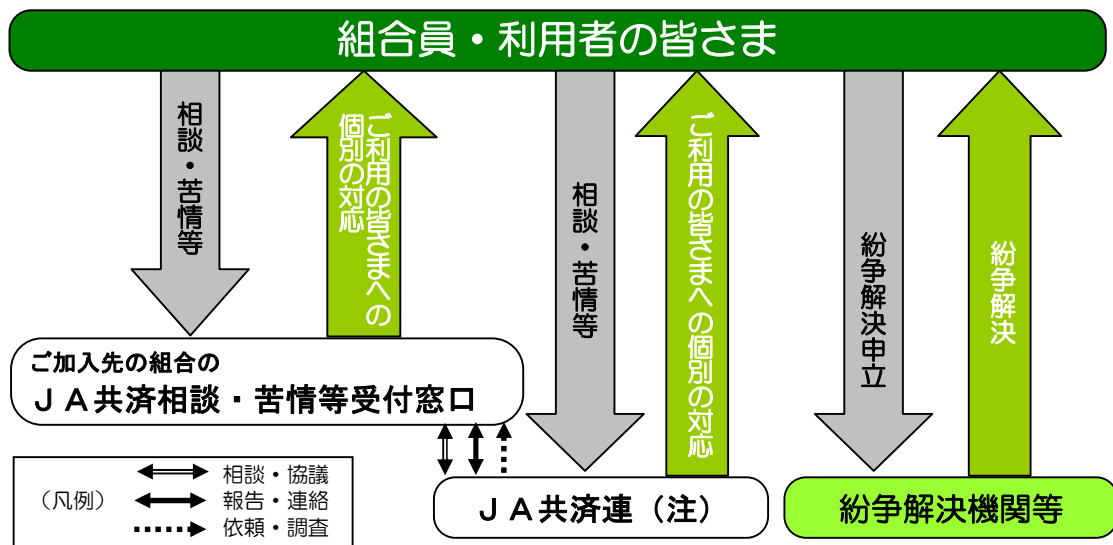 組合員・利用者の皆さま
相談・苦情等
ご利用の皆さまへの
個別の対応
相談・苦情等
ご利用の皆さまへの個別の対応
紛争解決申立
紛争解決
ご加入先の組合の
ＪＡ共済相談・苦情等受付窓口
ＪＡ共済連（注）
紛争解決機関等
（凡例）
相談・協議
報告・連絡
依頼・調査